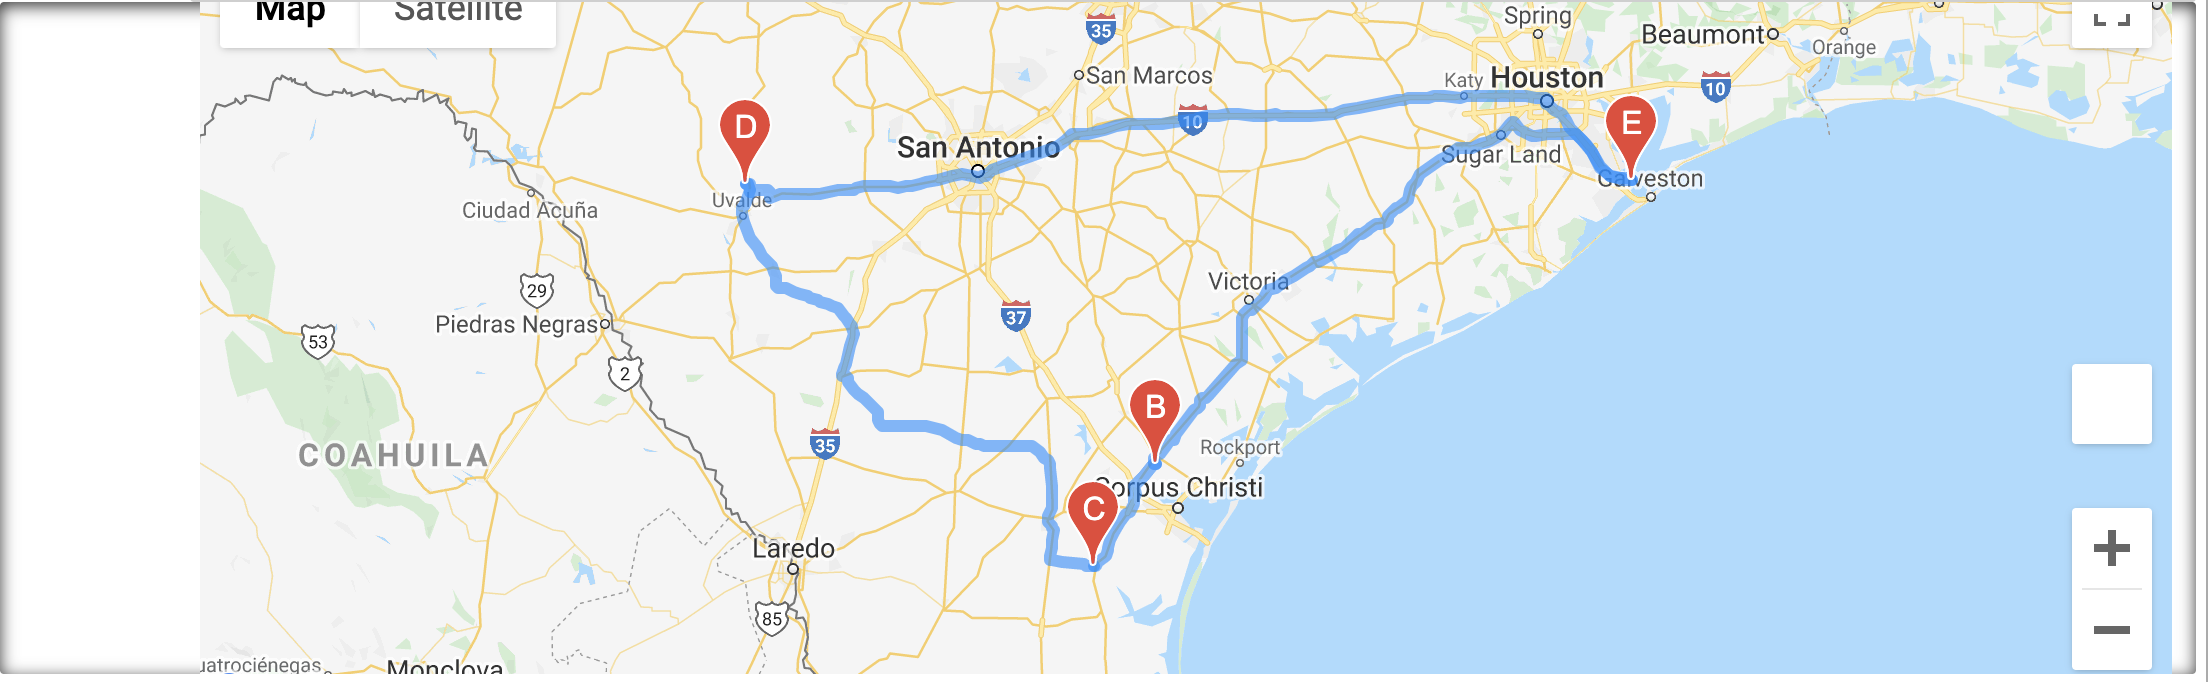 Map Satellite
35
Spring
Beaumont
Orange
San Marcos
Katy Houston
10
10
D
E
San Antonio
Sugar Land
Galveston
Uvalde
Ciudad Acuña
29
Victoria
37
Piedras Negras
53
2
B
35
Rockport
COAHUILA
Corpus Christi
C
Laredo
85
uatrociénegas
Monclova